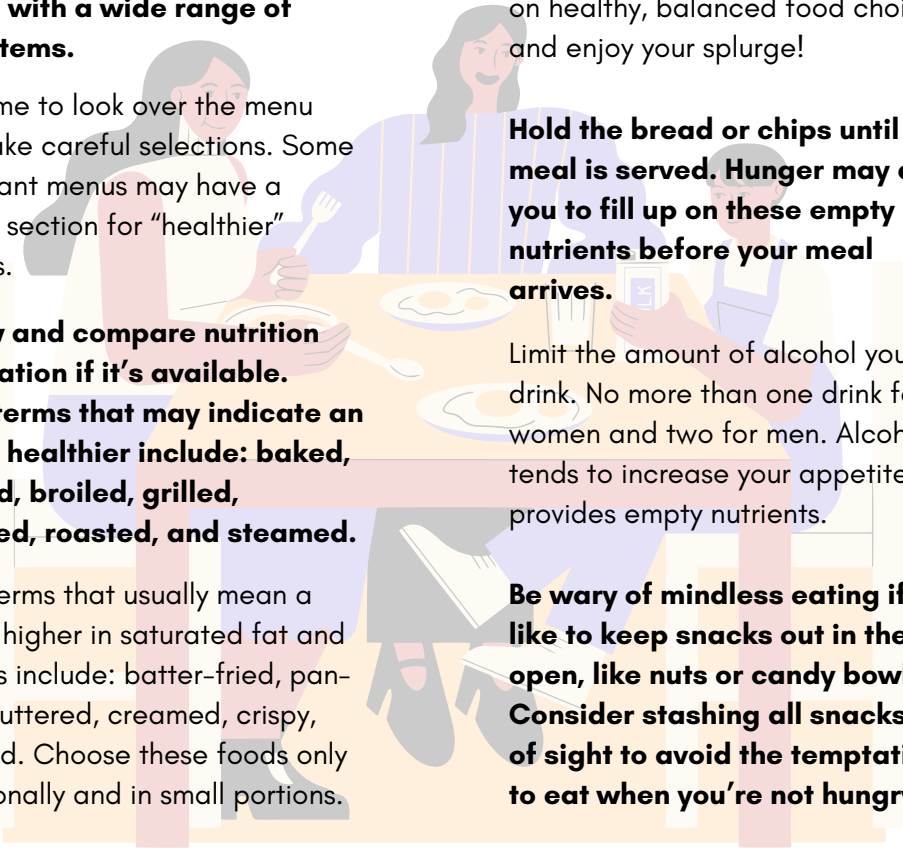 with a wide range of
tems.
me to look over the menu
ake careful selections. Some
ant menus may have a
section for “healthier”
s.
y and compare nutrition
ation if it’s available.
terms that may indicate an
healthier include: baked,
d, broiled, grilled,
ed, roasted, and steamed.
erms that usually mean a
higher in saturated fat and
s include: batter-fried, pan-
uttered, creamed, crispy,
d. Choose these foods only
onally and in small portions.
on healthy, balanced food choi
and enjoy your splurge!
Hold the bread or chips until
meal is served. Hunger may
you to fill up on these empty
nutrients before your meal
arrives.
LK
Limit the amount of alcohol you
drink. No more than one drink fo
women and two for men. Alcoh
tends to increase your appetite
provides empty nutrients.
Be wary of mindless eating if
like to keep snacks out in the
open, like nuts or candy bowl
Consider stashing all snacks
of sight to avoid the temptati
to eat when you’re not hungry